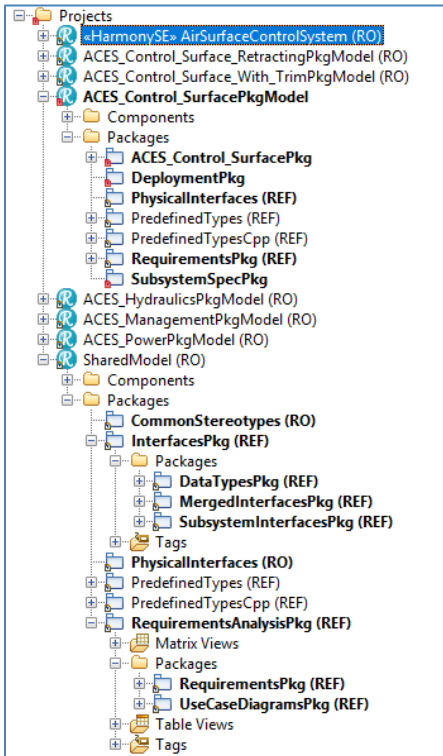 Projects
«HarmonySE» AirSurfaceControlSystem (RO)
ACES_Control_Surface_RetractingPkgModel (RO)
ACES_Control_Surface_With_TrimPkgModel (RO)
ACES_Control_SurfacePkgModel
Components
Packages
ACES_Control_SurfacePkg
DeploymentPkg
PhysicalInterfaces (REF)
PredefinedTypes (REF)
PredefinedTypesCpp (REF)
RequirementsPkg (REF)
SubsystemSpecPkg
ACES_HydraulicsPkgModel (RO)
ACES_ManagementPkgModel (RO)
ACES_PowerPkgModel (RO)
SharedModel (RO)
Components
Packages
CommonStereotypes (RO)
InterfacesPkg (REF)
Packages
DataTypesPkg (REF)
MergedInterfacesPkg (REF)
SubsystemInterfacesPkg (REF)
Tags
PhysicalInterfaces (RO)
PredefinedTypes (REF)
PredefinedTypesCpp (REF)
RequirementsAnalysisPkg (REF)
Matrix Views
Packages
RequirementsPkg (REF)
UseCaseDiagramsPkg (REF)
Table Views
Tags